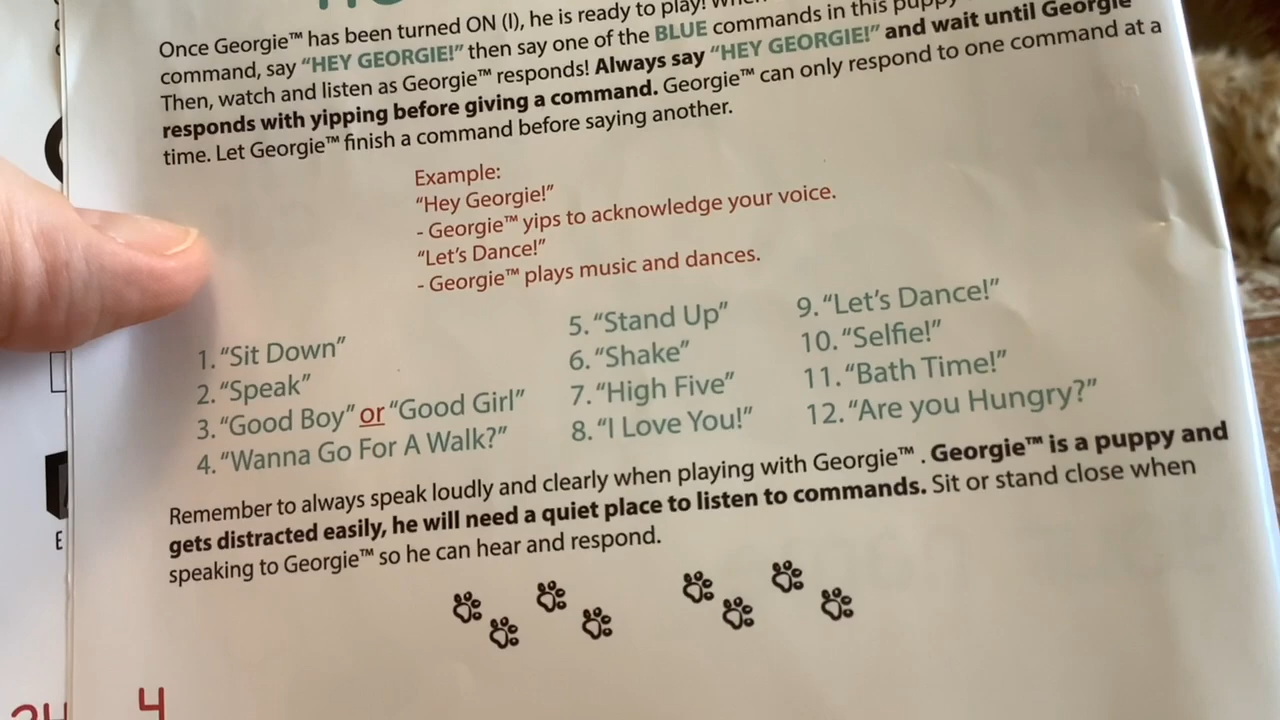 Once Georgie™ has been turned ON (I), he is ready to play!
command, say “HEY GEORGIE!” then say one of the BLUE commands in this puppy
Then, watch and listen as Georgie™ responds! Always say “HEY GEORGIE!” and wait until Georgie
responds with yipping before giving a command. Georgie™ can only respond to one command at a
time. Let Georgie™ finish a command before saying another.
Example:
“Hey Georgie!”
- Georgie™ yips to acknowledge your voice.
“Let’s Dance!”
- Georgie™ plays music and dances.
1. “Sit Down”
2. “Speak”
3. “Good Boy” or “Good Girl”
4. “Wanna Go For A Walk?”
5. “Stand Up”
6. “Shake”
7. “High Five”
8. “I Love You!”
9. “Let’s Dance!”
10. “Selfie!”
11. “Bath Time!”
12. “Are you Hungry?”
Remember to always speak loudly and clearly when playing with Georgie™ . Georgie™ is a puppy and
gets distracted easily, he will need a quiet place to listen to commands. Sit or stand close when
speaking to Georgie™ so he can hear and respond.
4